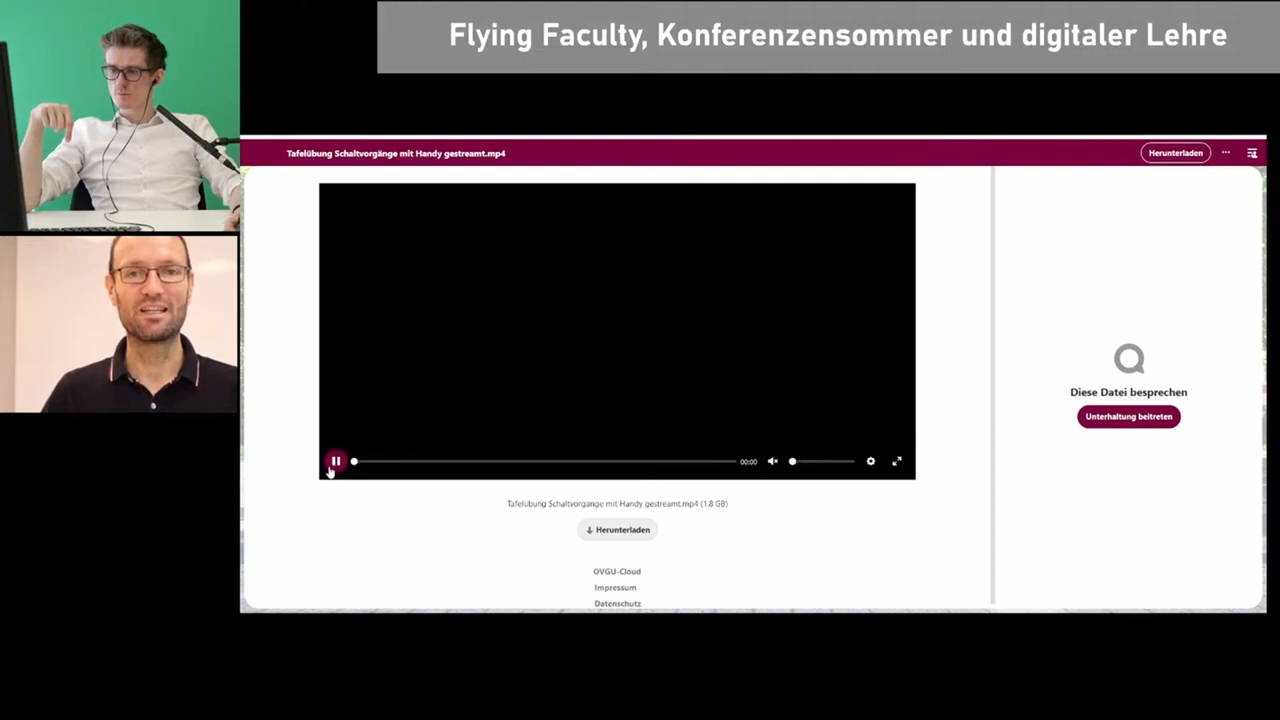 Flying Faculty, Konferenzensommer und digitaler Lehre
Tafelübung Schaltvorgänge mit Handy gestreamt.mp4
Herunterladen
00:00
Diese Datei besprechen
Unterhaltung beitreten
Tafelübung Schaltvorgänge mit Handy gestreamt.mp4 (1.8 GB)
Herunterladen
OVGU-Cloud
Impressum
Datenschutz